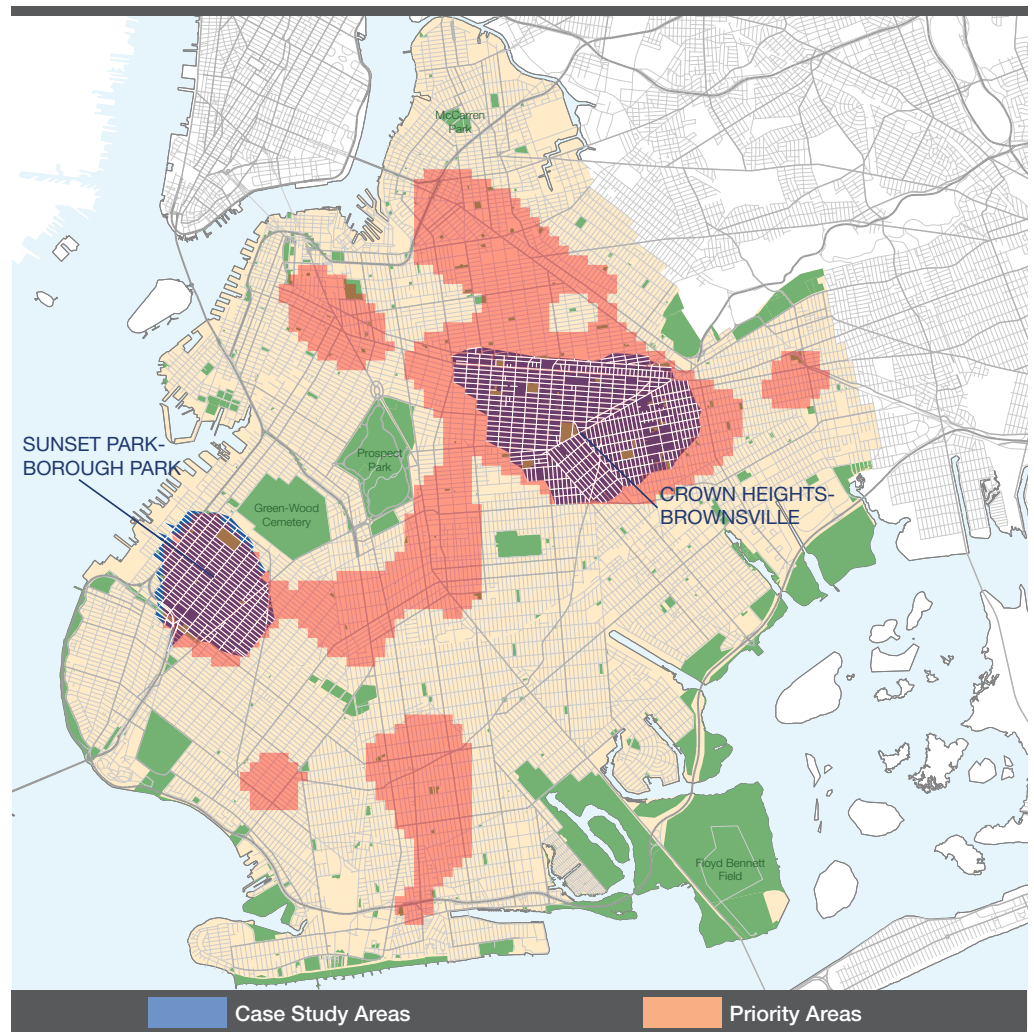 McCarren
Park
SUNSET PARK-
BOROUGH PARK
Prospect
Park
Green-Wood
Cemetery
CROWN HEIGHTS-
BROWNSVILLE
Floyd Bennett
Field
Case Study Areas
Priority Areas